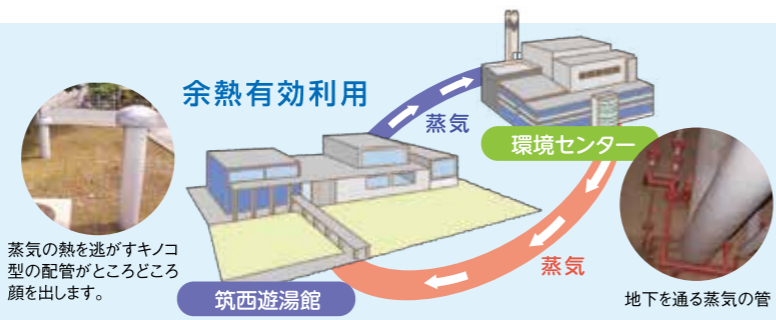 余熱有効利用
蒸気
環境センター
蒸気の熱を逃がすキノコ
型の配管がところどころ
顔を出します。
筑西遊湯館
蒸気
地下を通る蒸気の管